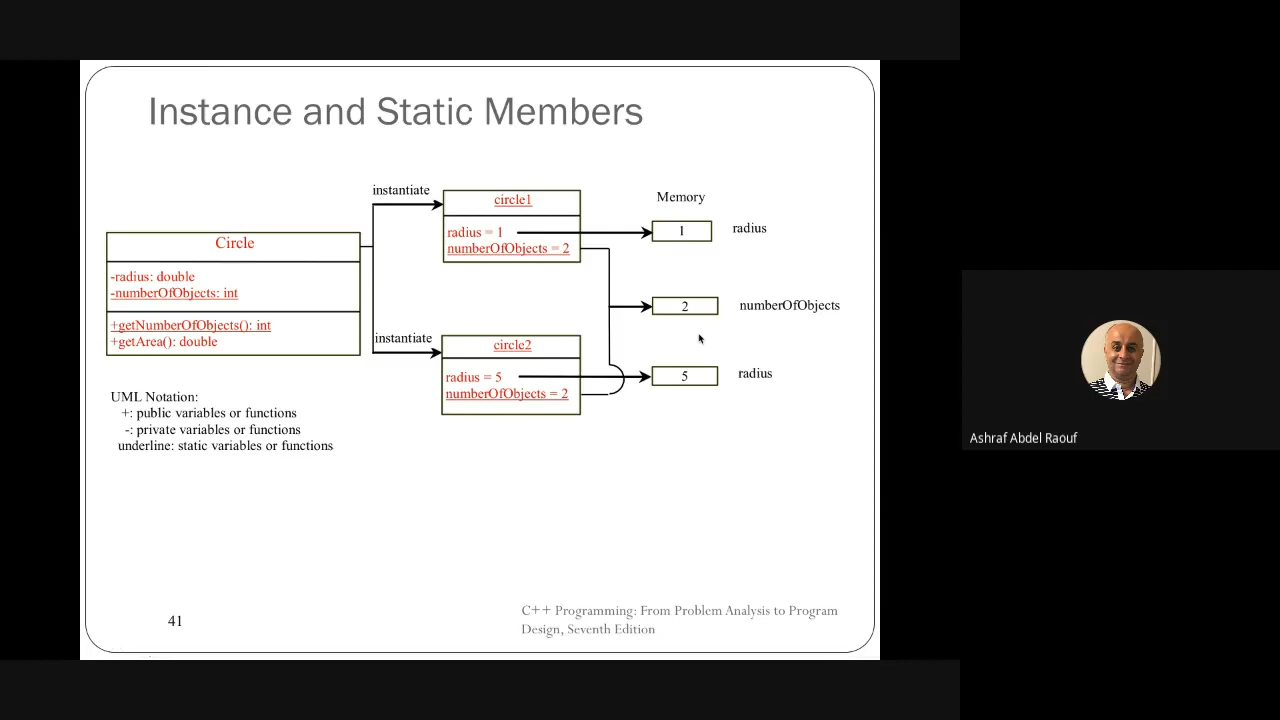 Instance and Static Members
instantiate
circle1
Memory
radius = 1
1
radius
numberOfObjects = 2
Circle
-radius: double
-numberOfObjects: int
2
numberOfObjects
+getNumberOfObjects(): int
+getArea(): double
instantiate
circle2
radius = 5
5
radius
numberOfObjects = 2
UML Notation:
+: public variables or functions
-: private variables or functions
underline: static variables or functions
Ashraf Abdel Raouf
41
C++ Programming: From Problem Analysis to Program
Design, Seventh Edition